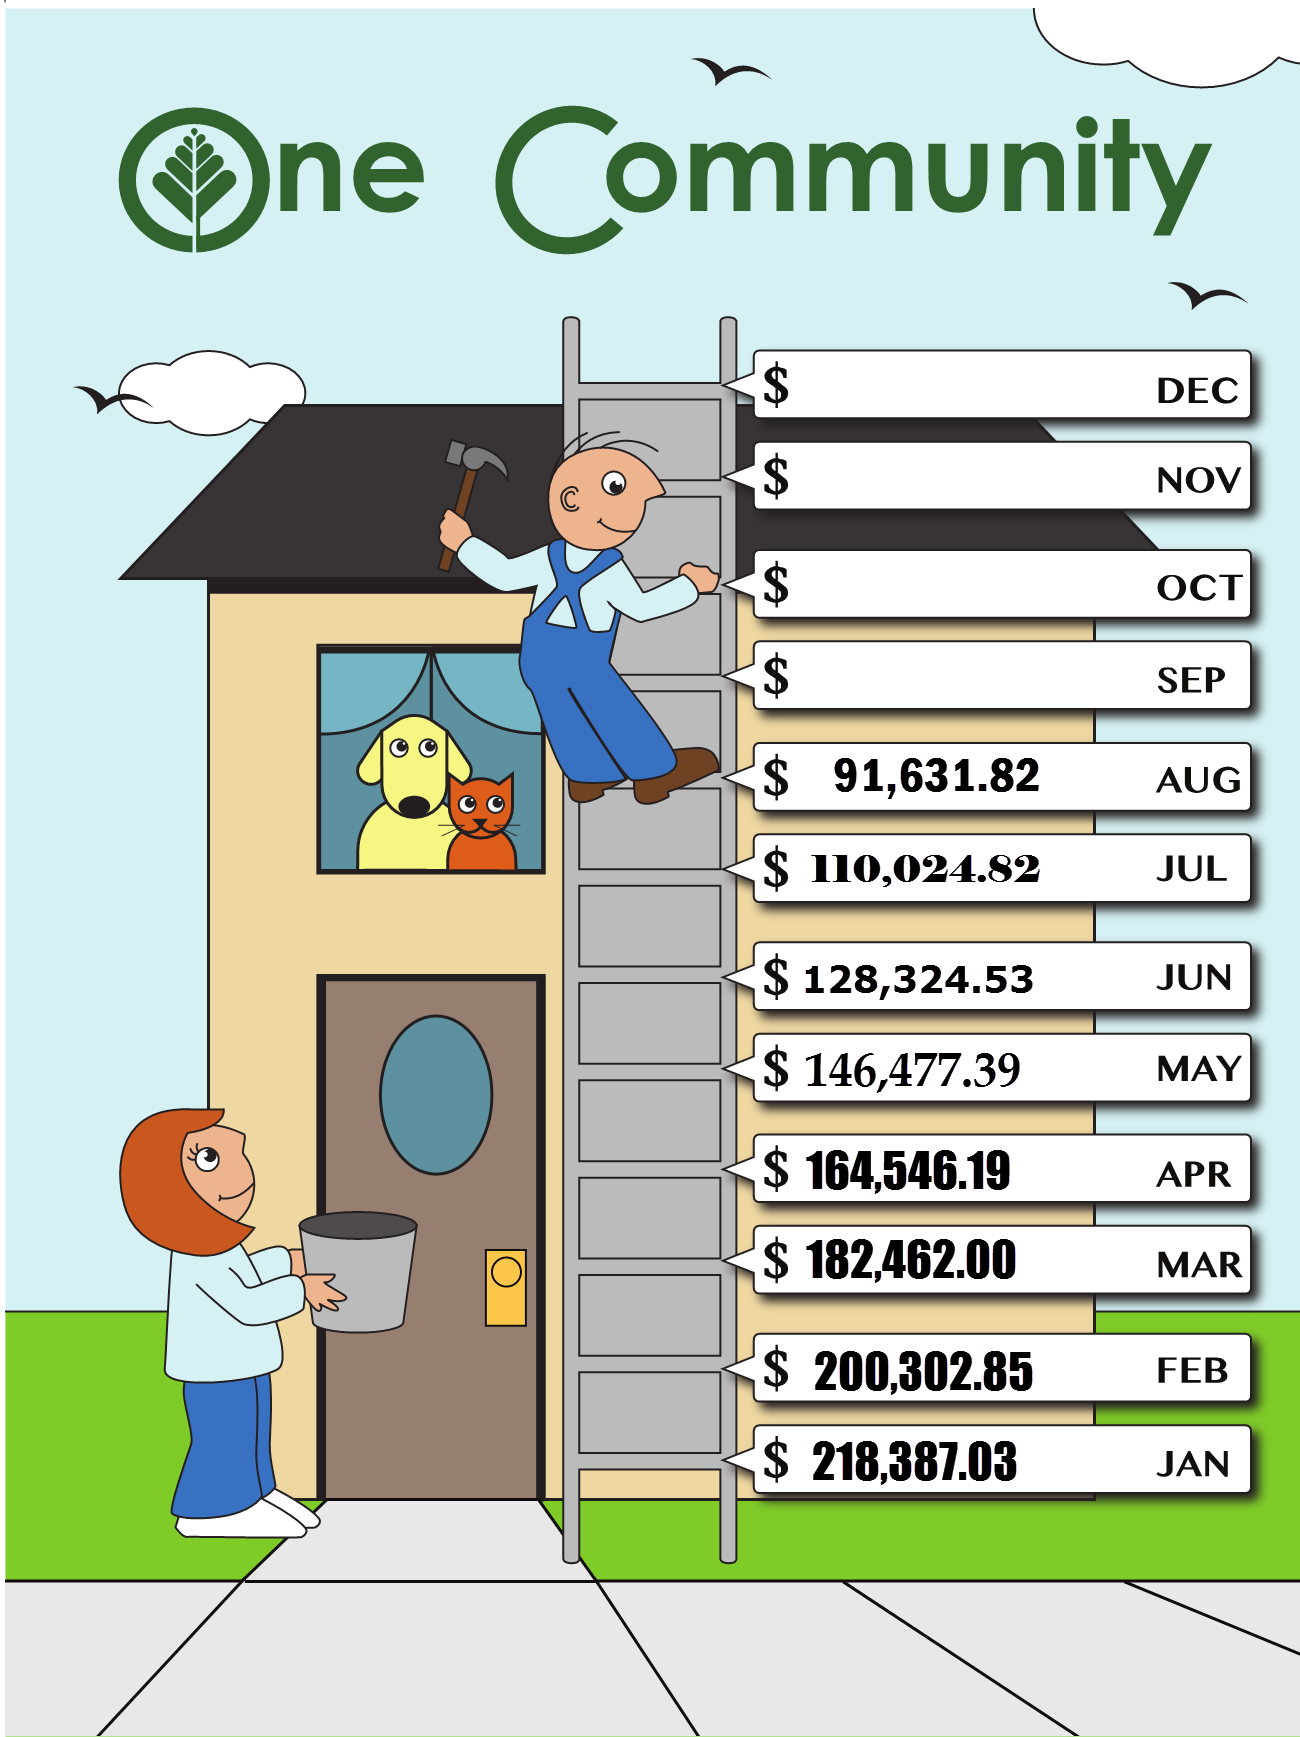 One Community
$ DEC
$ NOV
$ OCT
$ SEP
$ 91,631.82 AUG
$ 110,024.82 JUL
$ 128,324.53 JUN
$ 146,477.39 MAY
$ 164,546.19 APR
$ 182,462.00 MAR
$ 200,302.85 FEB
$ 218,387.03 JAN